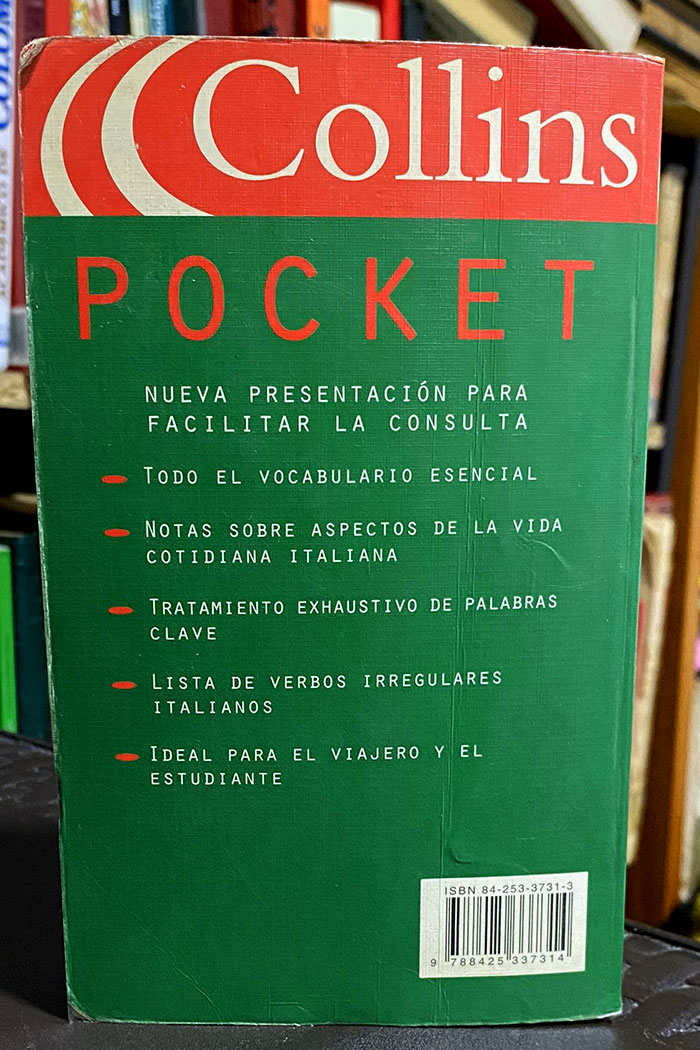 Collins
POCKET
NUEVA PRESENTACIÓN PARA
FACILITAR LA CONSULTA
TODO EL VOCABULARIO ESENCIAL
NOTAS SOBRE ASPECTOS DE LA VIDA
COTIDIANA ITALIANA
TRATAMIENTO EXHAUSTIVO DE PALABRAS
CLAVE
LISTA DE VERBOS IRREGULARES
ITALIANOS
IDEAL PARA EL VIAJERO Y EL
ESTUDIANTE
ISBN 84-253-3731-3
9 788425 337314